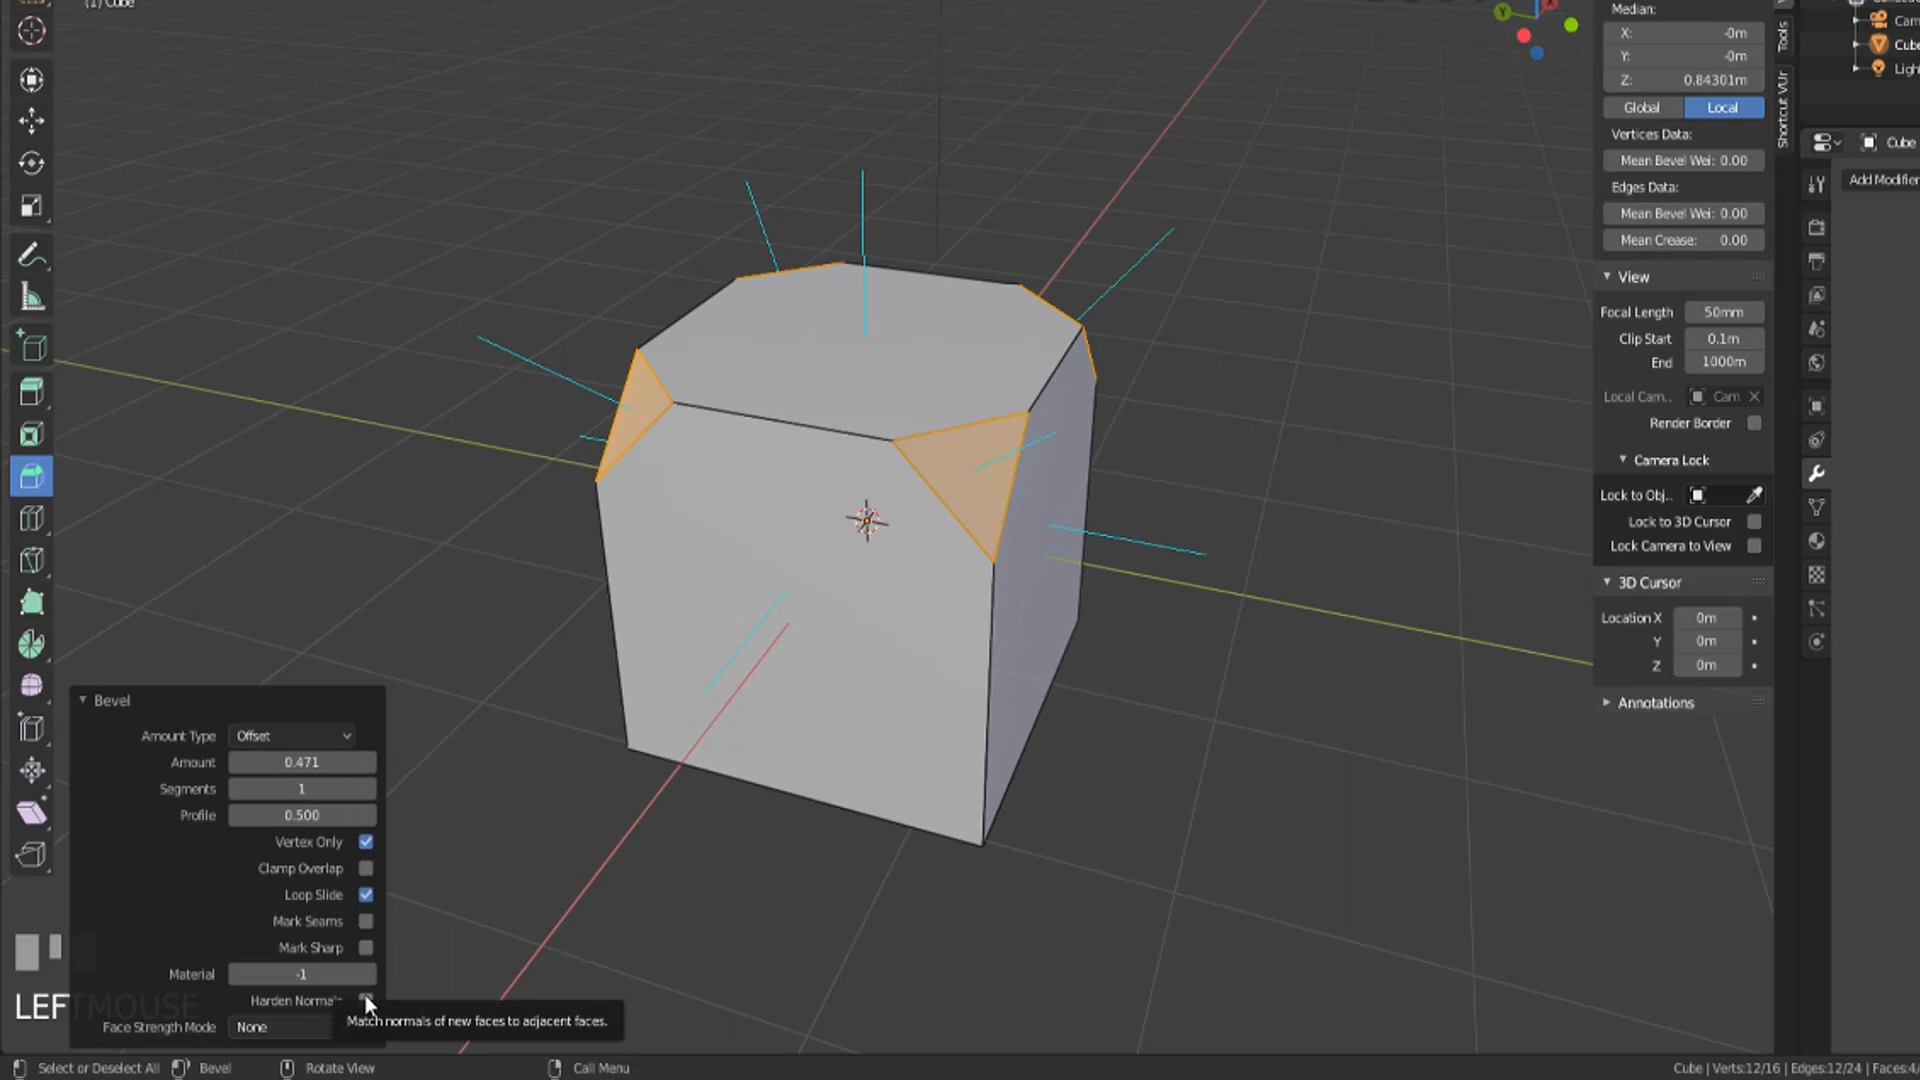 (1) Cube
Y
X
Median:
X: -0m
Y: -0m
Z: 0.84301m
Global Local
Vertices Data:
Mean Bevel Wei: 0.00
Edges Data:
Mean Bevel Wei: 0.00
Mean Crease: 0.00
View
Focal Length 50mm
Clip Start 0.1m
End 1000m
Local Cam.. Cam
Render Border
Camera Lock
Lock to Obj..
Lock to 3D Cursor
Lock Camera to View
3D Cursor
Location X 0m
Y 0m
Z 0m
Annotations
Tools
Shortcut VUr
Cam
Cube
Ligh
Cube
Add Modifier
Bevel
Amount Type Offset
Amount 0.471
Segments 1
Profile 0.500
Vertex Only
Clamp Overlap
Loop Slide
Mark Seams
Mark Sharp
Material -1
Harden Normals
Match normals of new faces to adjacent faces.
Face Strength Mode None
LEFTMOUSE
Select or Deselect All Bevel Rotate View Call Menu
Cube | Verts:12/16 | Edges:12/24 | Faces:4/